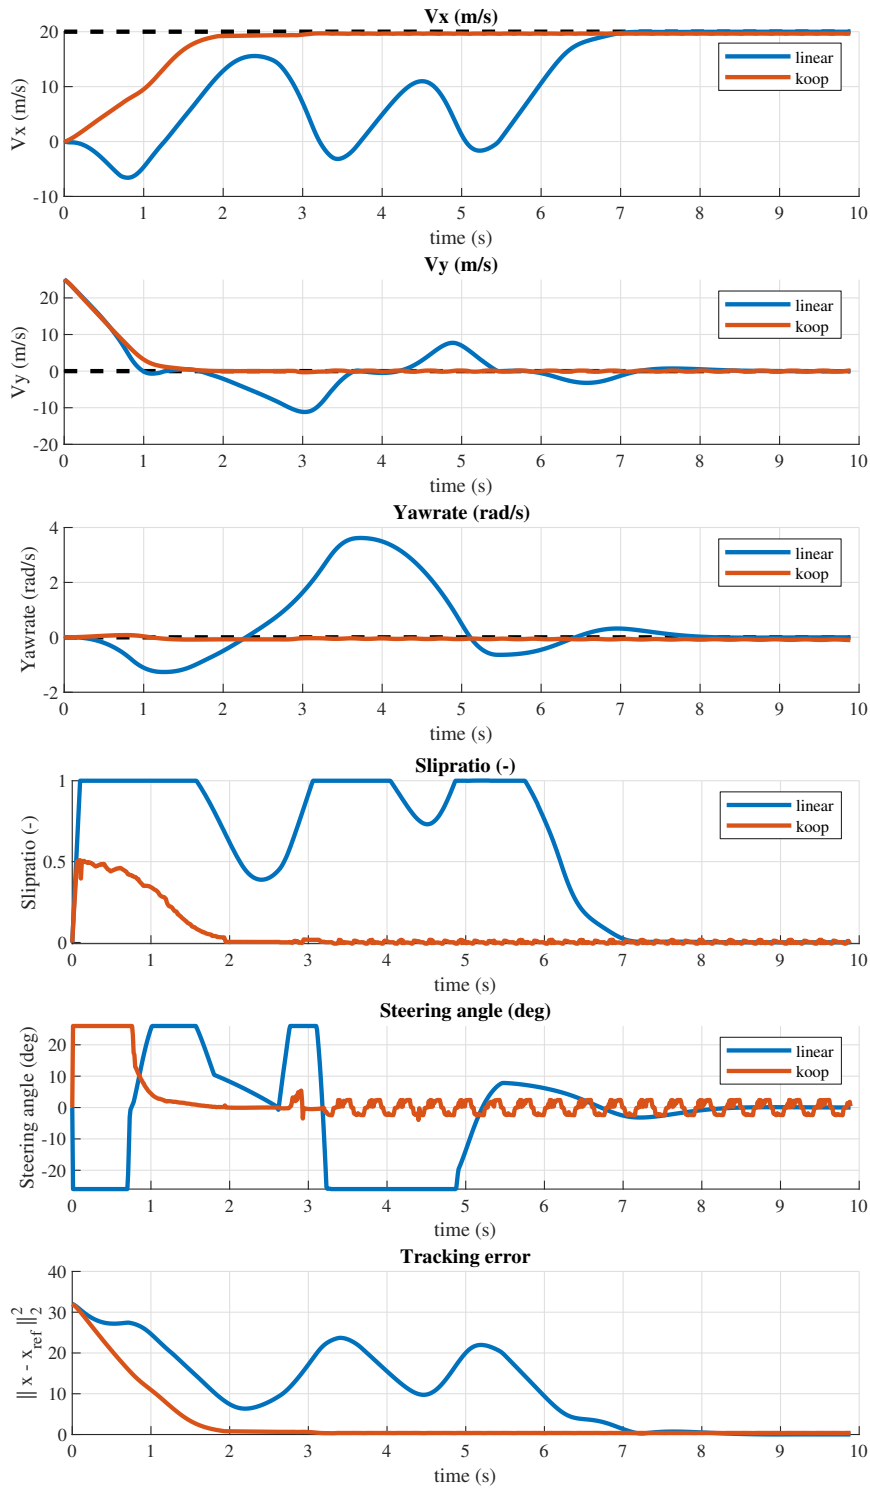 Vx (m/s)
20
10
0
-10
Vx (m/s)
linear
koop
0 1 2 3 4 5 6 7 8 9 10
time (s)
Vy (m/s)
20
10
0
-10
-20
Vy (m/s)
linear
koop
0 1 2 3 4 5 6 7 8 9 10
time (s)
Yawrate (rad/s)
4
2
0
-2
Yawrate (rad/s)
linear
koop
0 1 2 3 4 5 6 7 8 9 10
time (s)
Slipratio (-)
1
0.5
0
Slipratio (-)
linear
koop
0 1 2 3 4 5 6 7 8 9 10
time (s)
Steering angle (deg)
20
10
0
-10
-20
Steering angle (deg)
linear
koop
0 1 2 3 4 5 6 7 8 9 10
time (s)
Tracking error
40
30
20
10
0
|| x - x_ref ||_2^2
0 1 2 3 4 5 6 7 8 9 10
time (s)